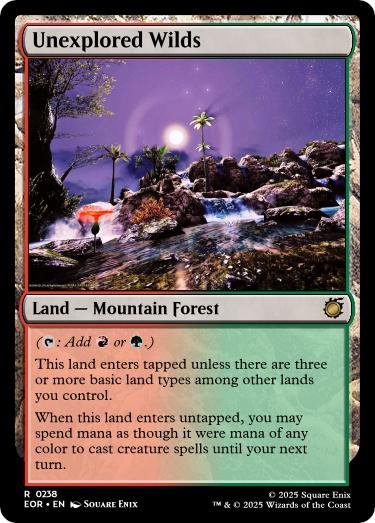 Unexplored Wilds
Land — Mountain Forest
(T: Add R or G.)
This land enters tapped unless there are three
or more basic land types among other lands
you control.
When this land enters untapped, you may
spend mana as though it were mana of any
color to cast creature spells until your next
turn.
R 0238
EOR • EN Square Enix
© 2025 Square Enix
™ & © 2025 Wizards of the Coast